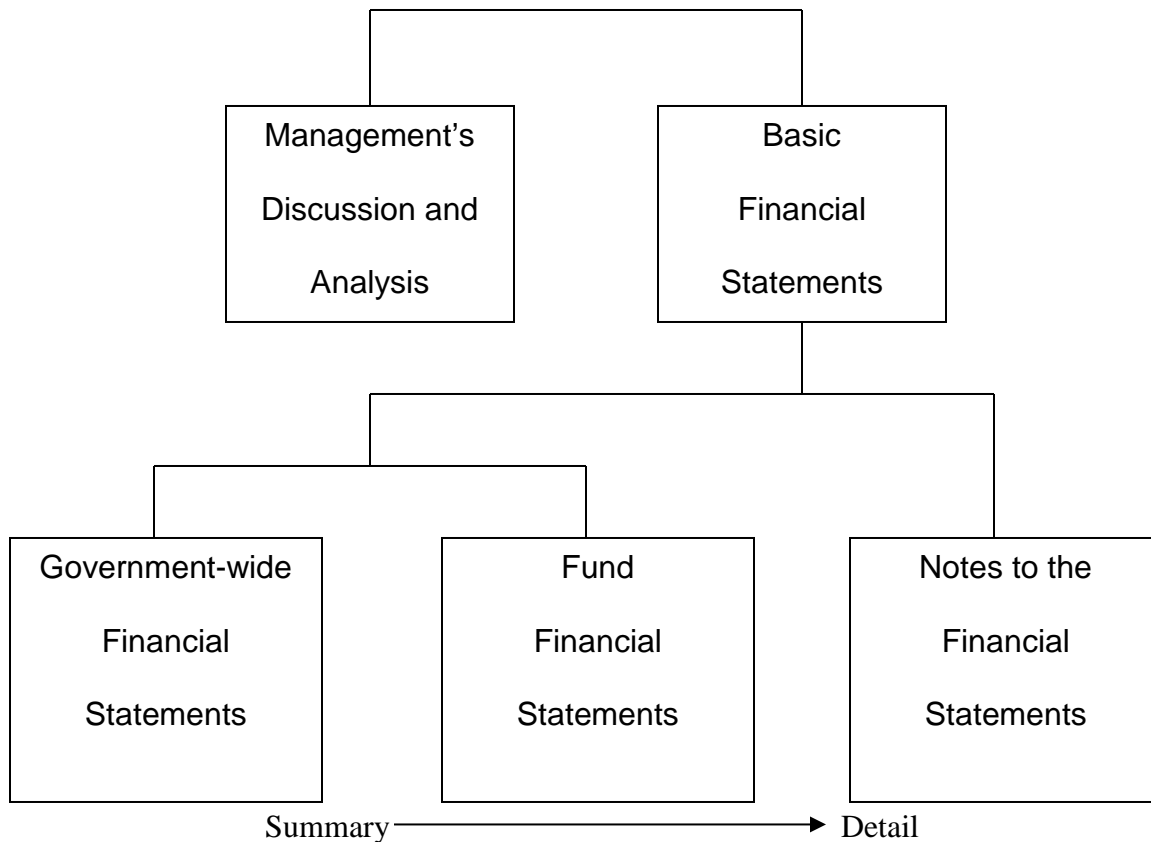 Management’s
Discussion and
Analysis
Basic
Financial
Statements
Government-wide
Financial
Statements
Fund
Financial
Statements
Notes to the
Financial
Statements
Summary
Detail